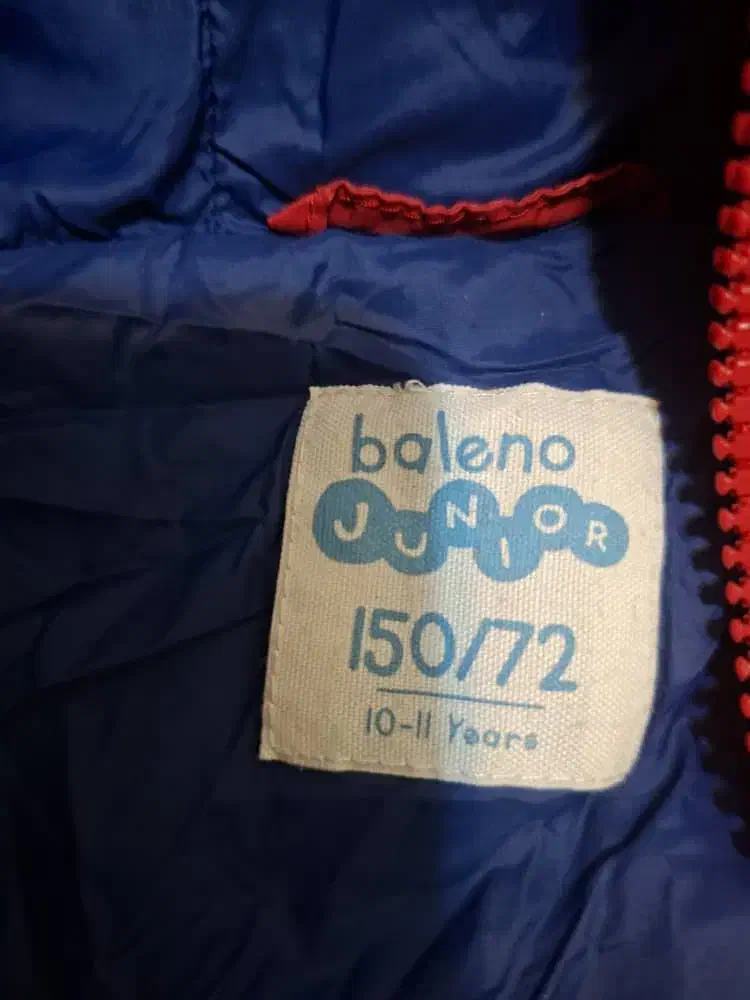 baleno
JUNIOR
150/72
10-11 Years